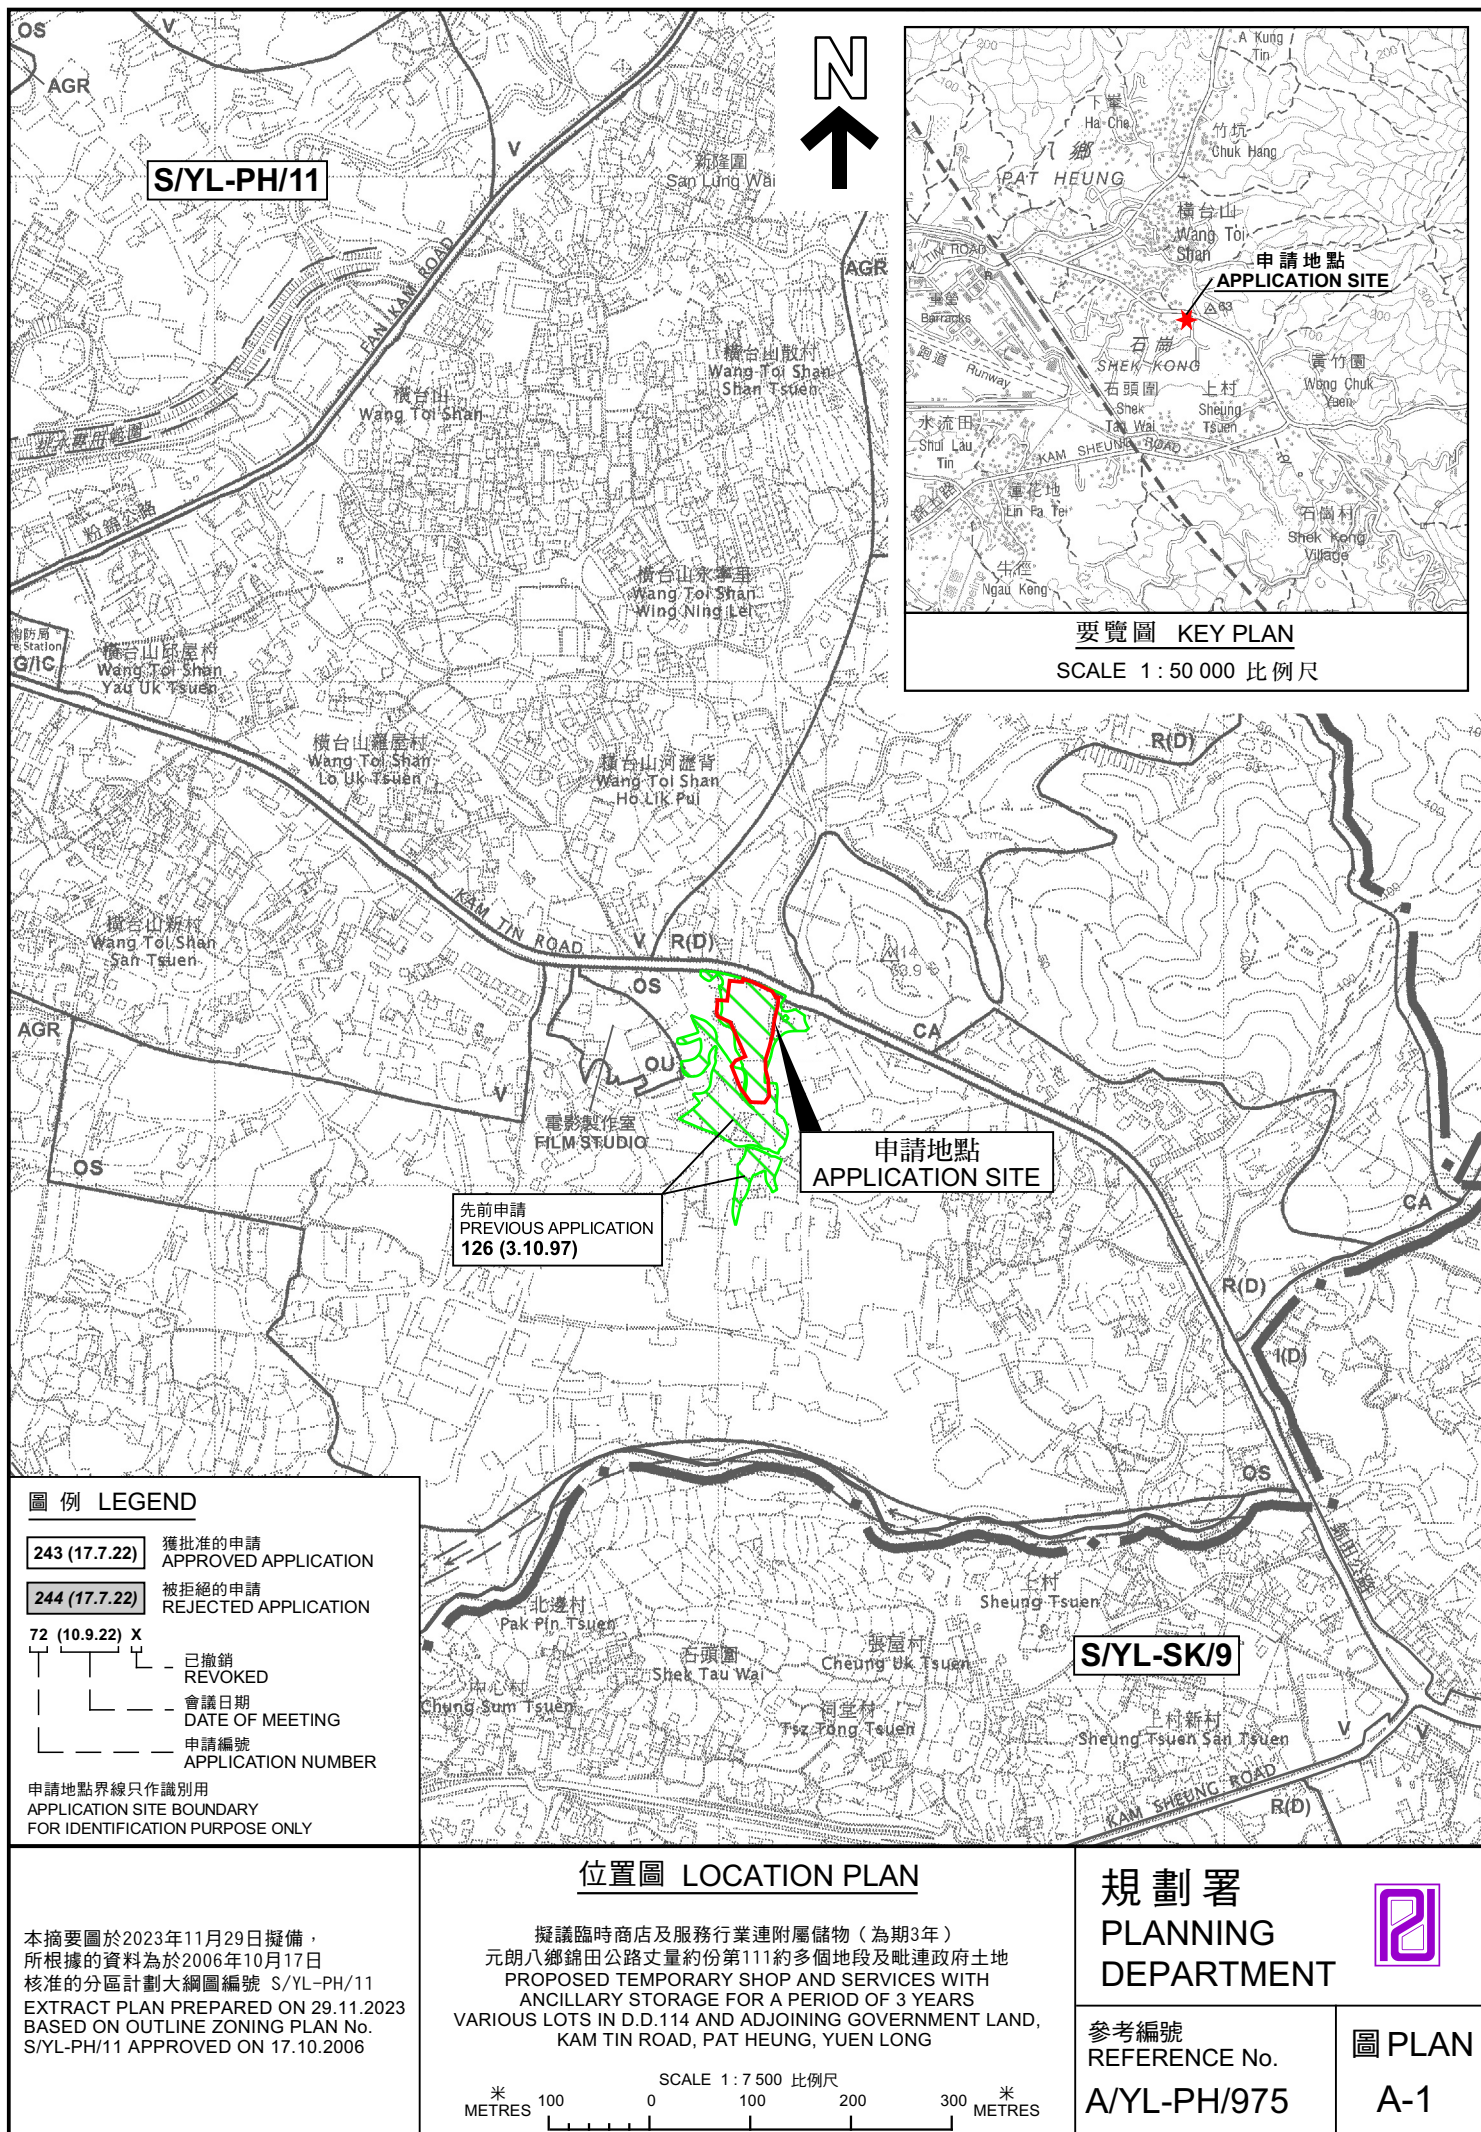 OS
V
AGR
S/YL-PH/11
V
新隆圍
San Lung Wai
N
AGR
FAN KAM ROAD
橫台山散村
Wang Toi Shan
Shan Tsuen
橫台山
Wang Toi Shan
粉錦公路
橫台山永寧里
Wang Toi Shan
Wing Ning Lei
消防局
e Station
G/IC
橫台山邱屋村
Wang Toi Shan
Yau Uk Tsuen
橫台山羅屋村
Wang Toi Shan
Lo Uk Tsuen
橫台山河瀝背
Wang Toi Shan
Ho Lik Pui
A Kung
Tin
下輋
Ha Che
竹坑
Chuk Hang
八鄉
PAT HEUNG
橫台山
Wang Toi
Shan
TIN ROAD
申請地點
APPLICATION SITE
63
軍營
Barracks
跑道
Runway
石崗
SHEK KONG
黃竹園
Wong Chuk
Yuen
石頭圍
Shek
Tau Wai
上村
Sheung
Tsuen
水流田
Shui Lau
Tin
KAM SHEUNG ROAD
錦上路
蓮花地
Lin Fa Tei
石崗村
Shek Kong
Village
牛徑
Ngau Keng
要覽圖 KEY PLAN
SCALE 1 : 50 000 比例尺
R(D)
橫台山新村
Wang Toi Shan
San Tsuen
KAM TIN ROAD
V
R(D)
OS
CA
AGR
V
OU
電影製作室
FILM STUDIO
OS
申請地點
APPLICATION SITE
先前申請
PREVIOUS APPLICATION
126 (3.10.97)
CA
R(D)
I(D)
OS
錦田公路
北邊村
Pak Pin Tsuen
上村
Sheung Tsuen
石頭圍
Shek Tau Wai
張屋村
Cheung Uk Tsuen
S/YL-SK/9
中心村
Chung Sum Tsuen
祠堂村
Tsz Tong Tsuen
上村新村
Sheung Tsuen San Tsuen
V
V
KAM SHEUNG ROAD
R(D)
圖例 LEGEND
243 (17.7.22)
獲批准的申請
APPROVED APPLICATION
244 (17.7.22)
被拒絕的申請
REJECTED APPLICATION
72 (10.9.22) X
已撤銷
REVOKED
會議日期
DATE OF MEETING
申請編號
APPLICATION NUMBER
申請地點界線只作識別用
APPLICATION SITE BOUNDARY
FOR IDENTIFICATION PURPOSE ONLY
本摘要圖於2023年11月29日擬備，
所根據的資料為於2006年10月17日
核准的分區計劃大綱圖編號 S/YL-PH/11
EXTRACT PLAN PREPARED ON 29.11.2023
BASED ON OUTLINE ZONING PLAN No.
S/YL-PH/11 APPROVED ON 17.10.2006
位置圖 LOCATION PLAN
擬議臨時商店及服務行業連附屬儲物（為期3年）
元朗八鄉錦田公路丈量約份第111約多個地段及毗連政府土地
PROPOSED TEMPORARY SHOP AND SERVICES WITH
ANCILLARY STORAGE FOR A PERIOD OF 3 YEARS
VARIOUS LOTS IN D.D.114 AND ADJOINING GOVERNMENT LAND,
KAM TIN ROAD, PAT HEUNG, YUEN LONG
SCALE 1 : 7 500 比例尺
米
METRES
100 0 100 200 300
米
METRES
規劃署
PLANNING
DEPARTMENT
參考編號
REFERENCE No.
A/YL-PH/975
圖 PLAN
A-1